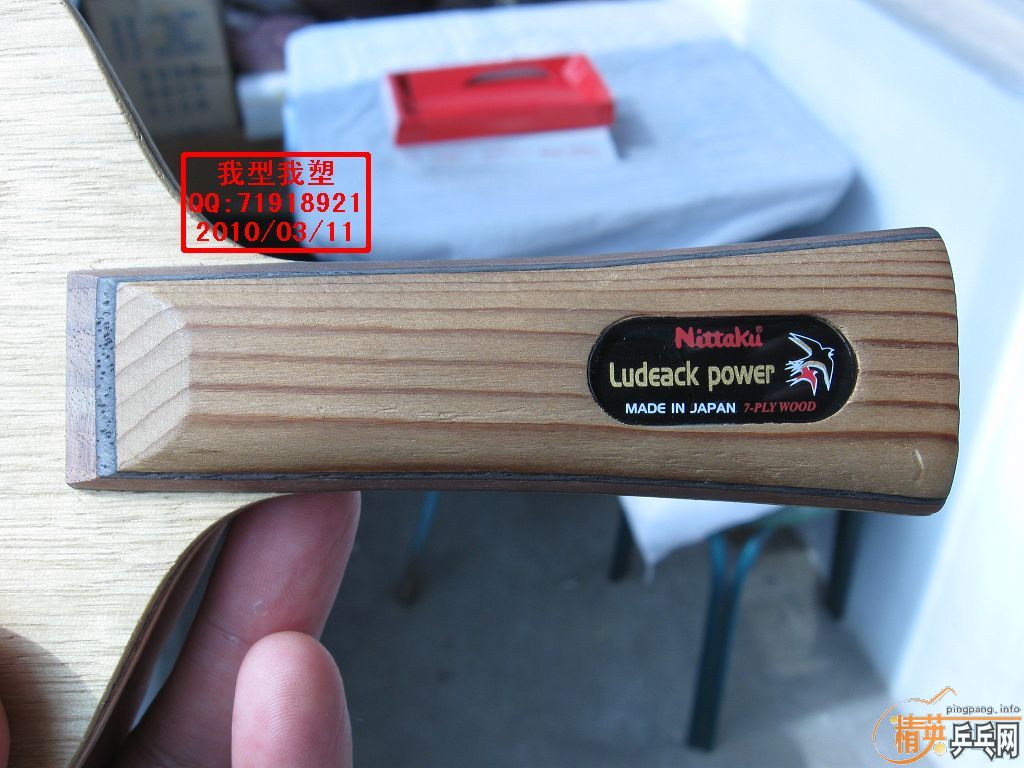 我型我塑
QQ:71918921
2010/03/11
Nittaku®
Ludeack power
MADE IN JAPAN 7-PLY WOOD
pingpang.info
精英乒乓网